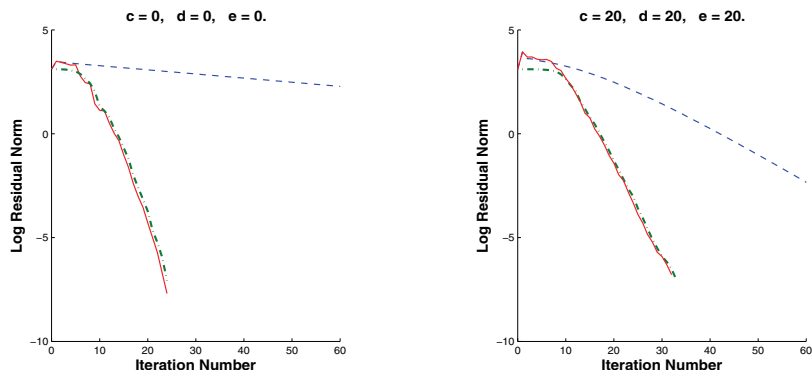 c = 0, d = 0, e = 0.
5
0
−5
−10
Log Residual Norm
0 10 20 30 40 50 60
Iteration Number
c = 20, d = 20, e = 20.
5
0
−5
−10
Log Residual Norm
0 10 20 30 40 50 60
Iteration Number